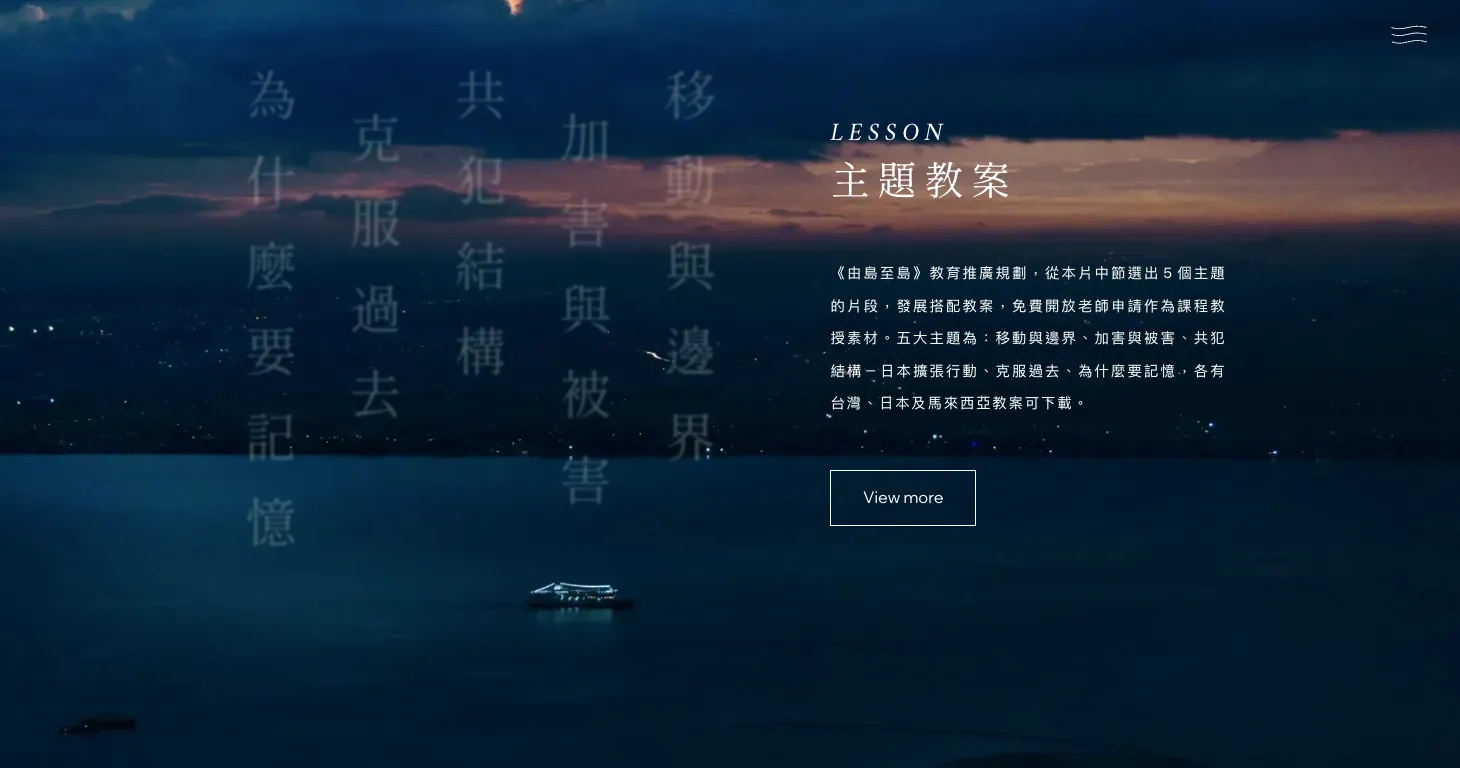 移動與邊界
加害與被害
共犯結構
克服過去
為什麼要記憶
LESSON
主題教案
《由島至島》教育推廣規劃，從本片中節選出 5 個主題
的片段，發展搭配教案，免費開放老師申請作為課程教
授素材。五大主題為：移動與邊界、加害與被害、共犯
結構－日本擴張行動、克服過去、為什麼要記憶，各有
台灣、日本及馬來西亞教案可下載。
View more